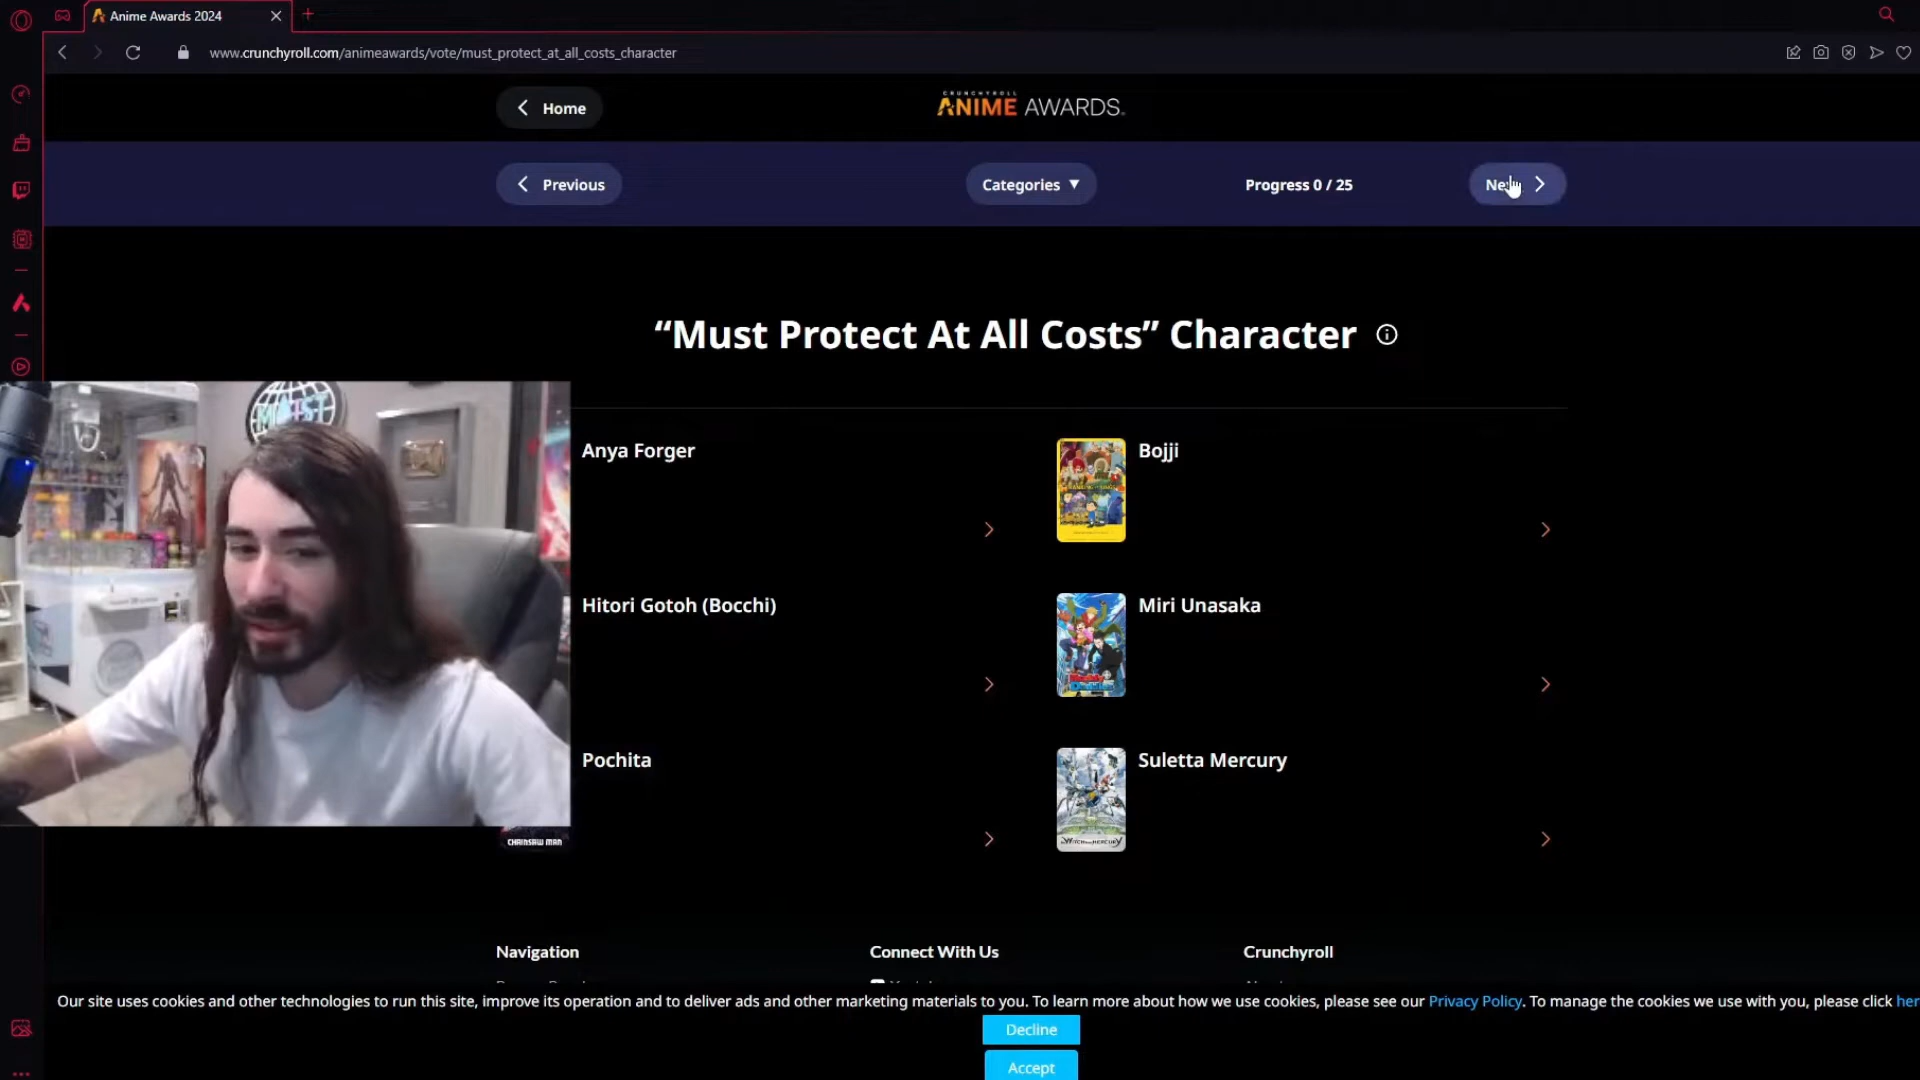 Anime Awards 2024
www.crunchyroll.com/animeawards/vote/must_protect_at_all_costs_character
Home
CRUNCHYROLL
ANIME AWARDS.
Previous
Categories ▼
Progress 0 / 25
“Must Protect At All Costs” Character
Anya Forger
Bojji
Hitori Gotoh (Bocchi)
Miri Unasaka
Pochita
Suletta Mercury
CHAINSAW MAN
Navigation
Connect With Us
Crunchyroll
Our site uses cookies and other technologies to run this site, improve its operation and to deliver ads and other marketing materials to you. To learn more about how we use cookies, please see our Privacy Policy. To manage the cookies we use with you, please click
Decline
Accept